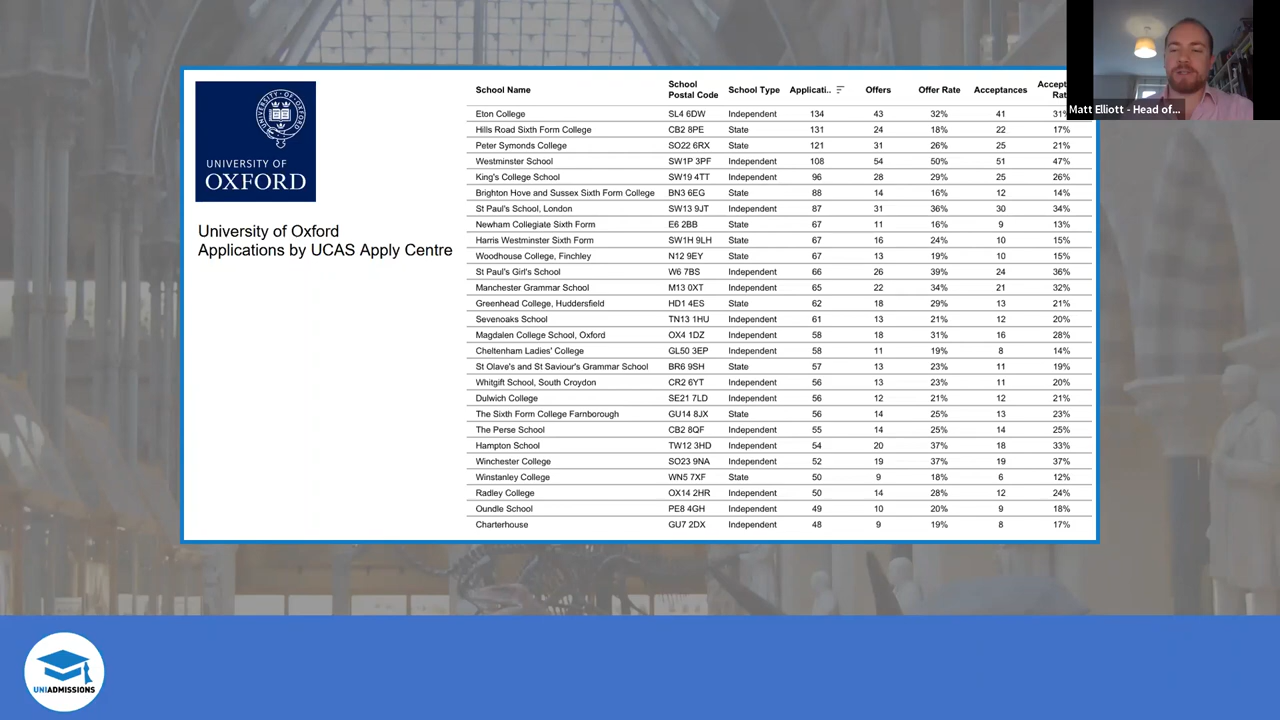 Matt Elliott - Head of...
UNIVERSITY OF
OXFORD
University of Oxford
Applications by UCAS Apply Centre
School Name School Postal Code School Type Applicati.. Offers Offer Rate Acceptances
Eton College SL4 6DW Independent 134 43 32% 41 31%
Hills Road Sixth Form College CB2 8PE State 131 24 18% 22 17%
Peter Symonds College SO22 6RX State 121 31 26% 25 21%
Westminster School SW1P 3PF Independent 108 54 50% 51 47%
King's College School SW19 4TT Independent 96 28 29% 25 26%
Brighton Hove and Sussex Sixth Form College BN3 6EG State 88 14 16% 12 14%
St Paul's School, London SW13 9JT Independent 87 31 36% 30 34%
Newham Collegiate Sixth Form E6 2BB State 67 11 16% 9 13%
Harris Westminster Sixth Form SW1H 9LH State 67 16 24% 10 15%
Woodhouse College, Finchley N12 9EY State 67 13 19% 10 15%
St Paul's Girl's School W6 7BS Independent 66 26 39% 24 36%
Manchester Grammar School M13 0XT Independent 65 22 34% 21 32%
Greenhead College, Huddersfield HD1 4ES State 62 18 29% 13 21%
Sevenoaks School TN13 1HU Independent 61 13 21% 12 20%
Magdalen College School, Oxford OX4 1DZ Independent 58 18 31% 16 28%
Cheltenham Ladies' College GL50 3EP Independent 58 11 19% 8 14%
St Olave's and St Saviour's Grammar School BR6 9SH State 57 13 23% 11 19%
Whitgift School, South Croydon CR2 6YT Independent 56 13 23% 11 20%
Dulwich College SE21 7LD Independent 56 12 21% 12 21%
The Sixth Form College Farnborough GU14 8JX State 56 14 25% 13 23%
The Perse School CB2 8QF Independent 55 14 25% 14 25%
Hampton School TW12 3HD Independent 54 20 37% 18 33%
Winchester College SO23 9NA Independent 52 19 37% 19 37%
Winstanley College WN5 7XF State 50 9 18% 6 12%
Radley College OX14 2HR Independent 50 14 28% 12 24%
Oundle School PE8 4GH Independent 49 10 20% 9 18%
Charterhouse GU7 2DX Independent 48 9 19% 8 17%
UNIADMISSIONS